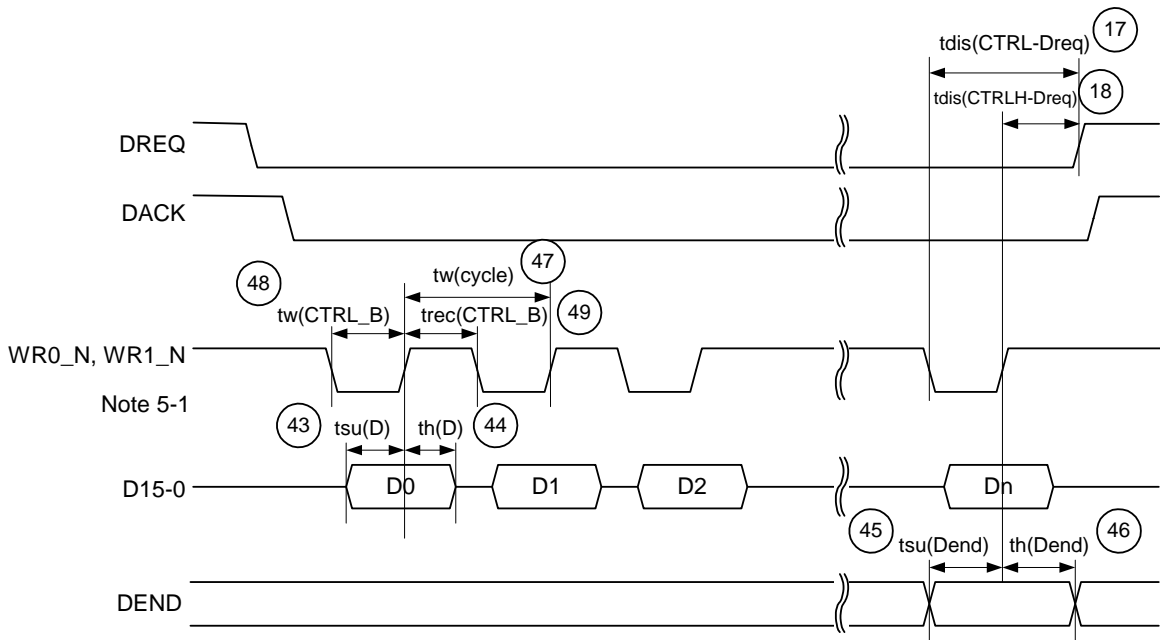 17
tdis(CTRL-Dreq)
18
tdis(CTRLH-Dreq)
DREQ
DACK
47
tw(cycle)
48
49
tw(CTRL_B)
trec(CTRL_B)
WR0_N, WR1_N
Note 5-1
43
tsu(D)
th(D)
44
D15-0
D0
D1
D2
Dn
45
tsu(Dend)
th(Dend)
46
DEND